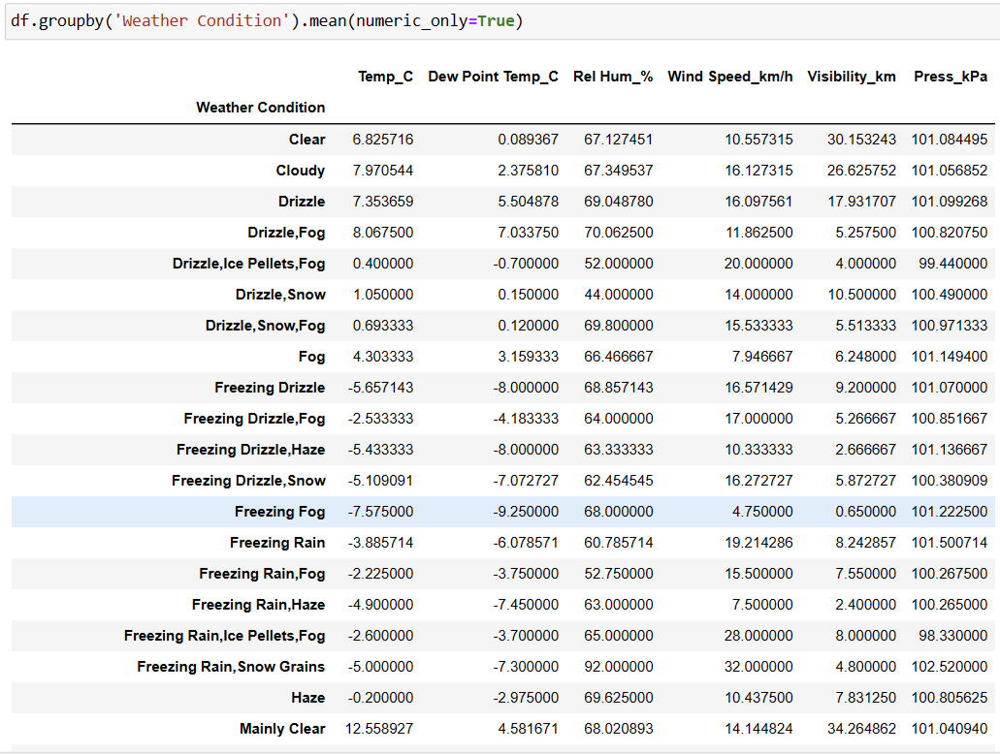 df.groupby('Weather Condition').mean(numeric_only=True)
Temp_C Dew Point Temp_C Rel Hum_% Wind Speed_km/h Visibility_km Press_kPa
Weather Condition
Clear 6.825716 0.089367 67.127451 10.557315 30.153243 101.084495
Cloudy 7.970544 2.375810 67.349537 16.127315 26.625752 101.056852
Drizzle 7.353659 5.504878 69.048780 16.097561 17.931707 101.099268
Drizzle,Fog 8.067500 7.033750 70.062500 11.862500 5.257500 100.820750
Drizzle,Ice Pellets,Fog 0.400000 -0.700000 52.000000 20.000000 4.000000 99.440000
Drizzle,Snow 1.050000 0.150000 44.000000 14.000000 10.500000 100.490000
Drizzle,Snow,Fog 0.693333 0.120000 69.800000 15.533333 5.513333 100.971333
Fog 4.303333 3.159333 66.466667 7.946667 6.248000 101.149400
Freezing Drizzle -5.657143 -8.000000 68.857143 16.571429 9.200000 101.070000
Freezing Drizzle,Fog -2.533333 -4.183333 64.000000 17.000000 5.266667 100.851667
Freezing Drizzle,Haze -5.433333 -8.000000 63.333333 10.333333 2.666667 101.136667
Freezing Drizzle,Snow -5.109091 -7.072727 62.454545 16.272727 5.872727 100.380909
Freezing Fog -7.575000 -9.250000 68.000000 4.750000 0.650000 101.222500
Freezing Rain -3.885714 -6.078571 60.785714 19.214286 8.242857 101.500714
Freezing Rain,Fog -2.225000 -3.750000 52.750000 15.500000 7.550000 100.267500
Freezing Rain,Haze -4.900000 -7.450000 63.000000 7.500000 2.400000 100.265000
Freezing Rain,Ice Pellets,Fog -2.600000 -3.700000 65.000000 28.000000 8.000000 98.330000
Freezing Rain,Snow Grains -5.000000 -7.300000 92.000000 32.000000 4.800000 102.520000
Haze -0.200000 -2.975000 69.625000 10.437500 7.831250 100.805625
Mainly Clear 12.558927 4.581671 68.020893 14.144824 34.264862 101.040940